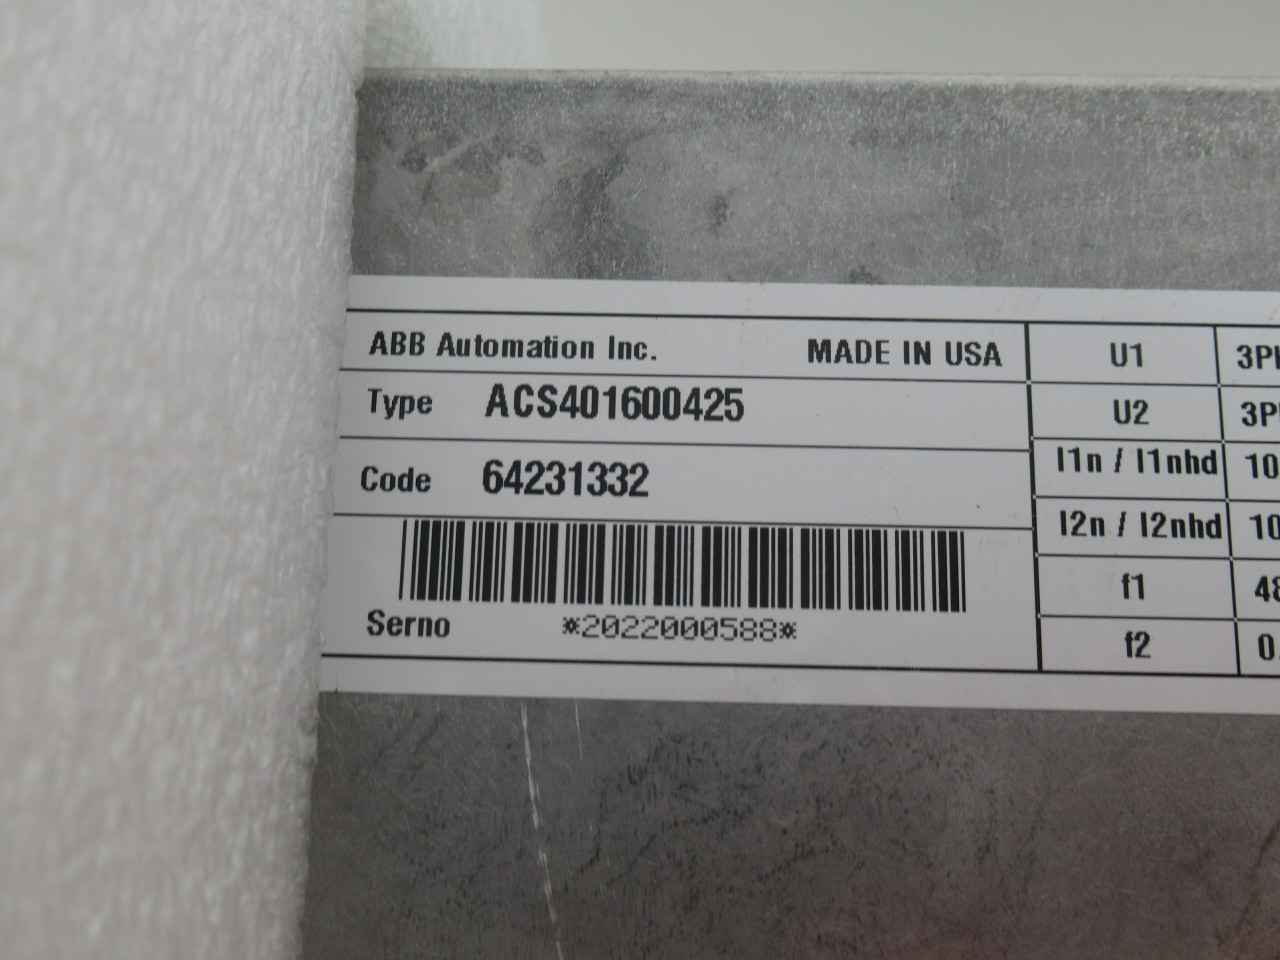 ABB Automation Inc. MADE IN USA
Type ACS401600425
Code 64231332
Serno *2022000588*
U1
U2
I1n / I1nhd
I2n / I2nhd
f1
f2